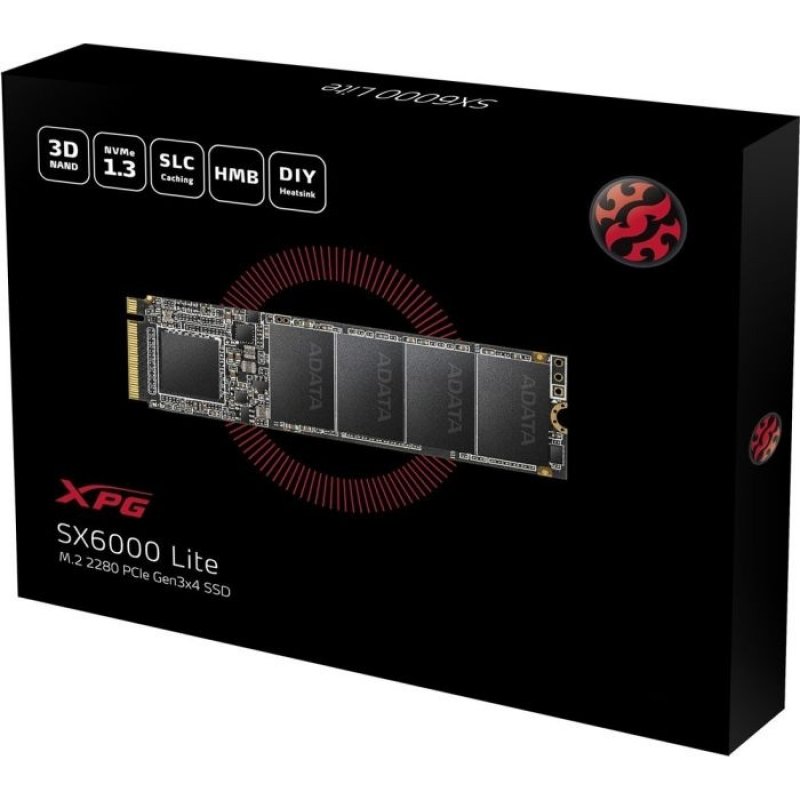 SX6000 Lite
3D
NAND
NVMe
1.3
SLC
Caching
HMB
DIY
Heatsink
ADATA
ADATA
ADATA
ADATA
XPG
SX6000 Lite
M.2 2280 PCIe Gen3x4 SSD